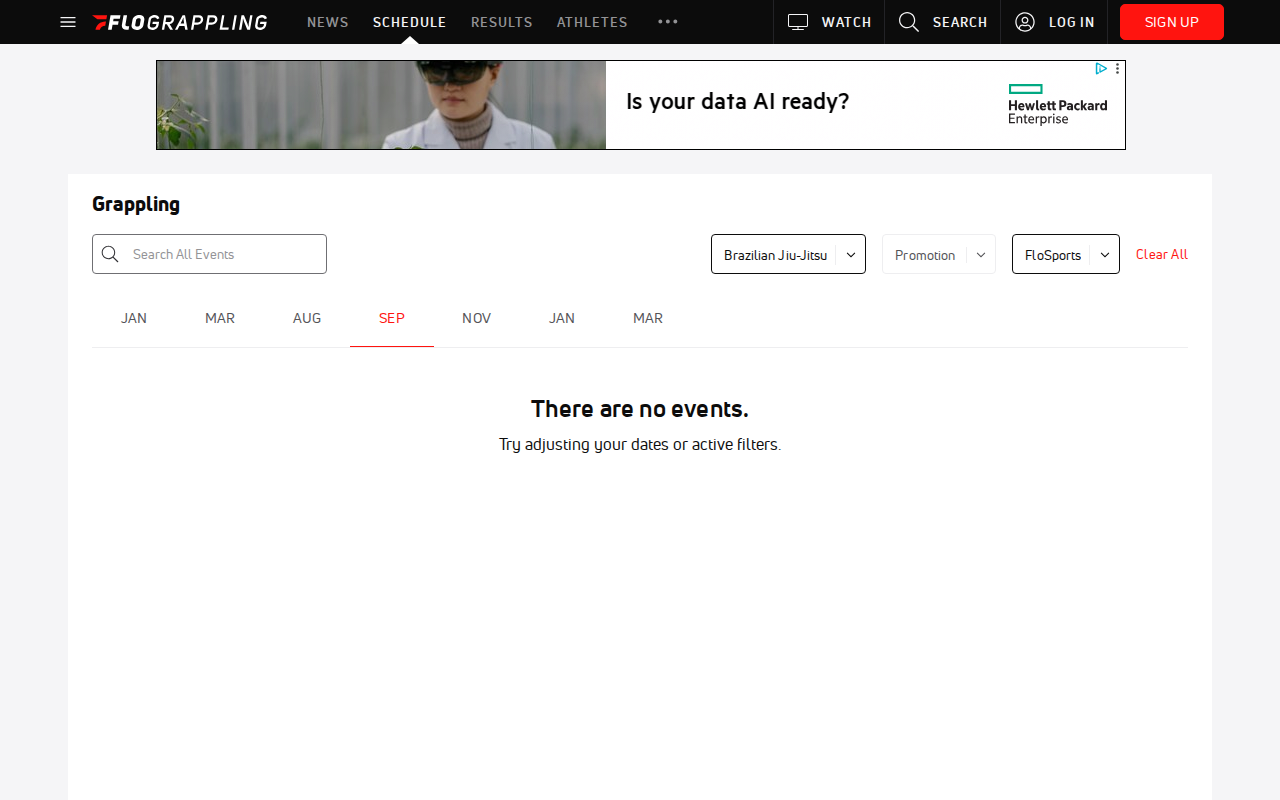 FLOGRAPPLING NEWS SCHEDULE RESULTS ATHLETES WATCH SEARCH LOG IN SIGN UP
Is your data AI ready?
Hewlett Packard
Enterprise
Grappling
Search All Events Brazilian Jiu-Jitsu Promotion FloSports Clear All
JAN MAR AUG SEP NOV JAN MAR
There are no events.
Try adjusting your dates or active filters.